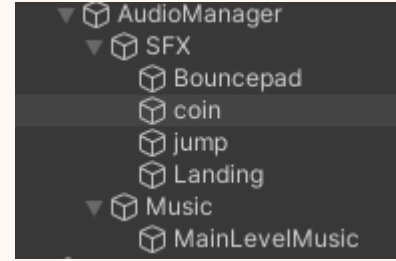 AudioManager
SFX
Bouncepad
coin
jump
Landing
Music
MainLevelMusic